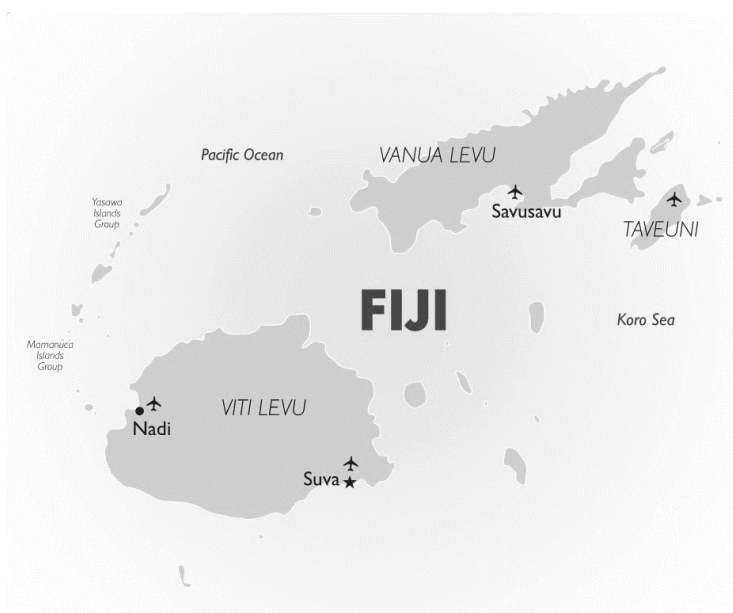 Pacific Ocean
VANUA LEVU
Savusavu
TAVEUNI
Yasawa
Islands
Group
FIJI
Koro Sea
Mamanuca
Islands
Group
VITI LEVU
Nadi
Suva